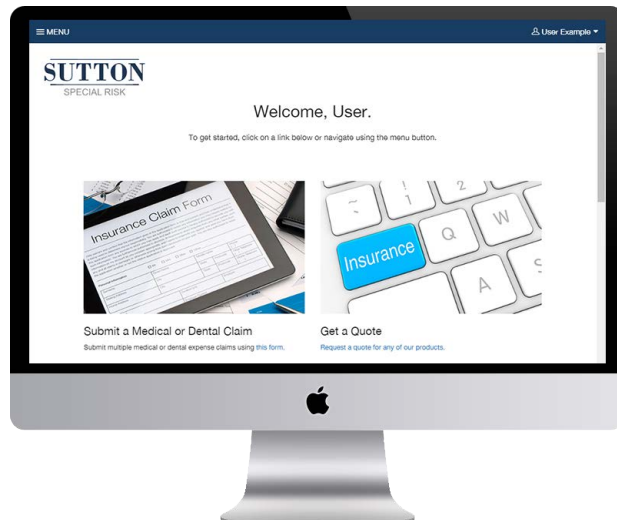 MENU
User Example
SUTTON
SPECIAL RISK
Welcome, User.
To get started, click on a link below or navigate using the menu button.
Insurance Claim Form
~
!
1
2
Q
W
Insurance
A
S
Submit a Medical or Dental Claim
Get a Quote
Submit multiple medical or dental expense claims using this form.
Request a quote for any of our products.